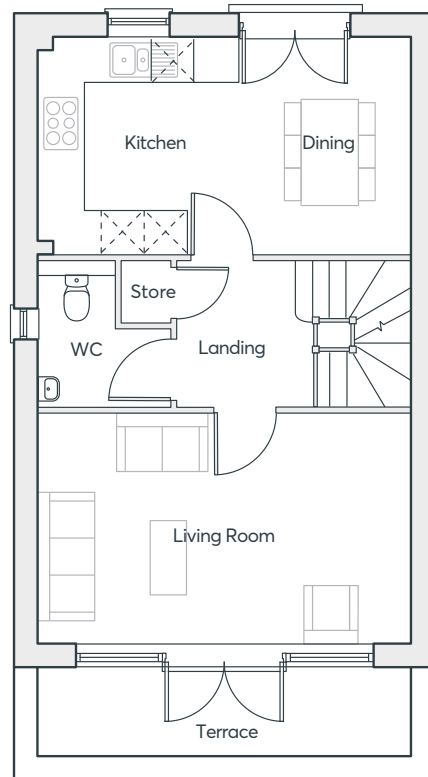 Kitchen
Dining
Store
WC
Landing
Living Room
Terrace